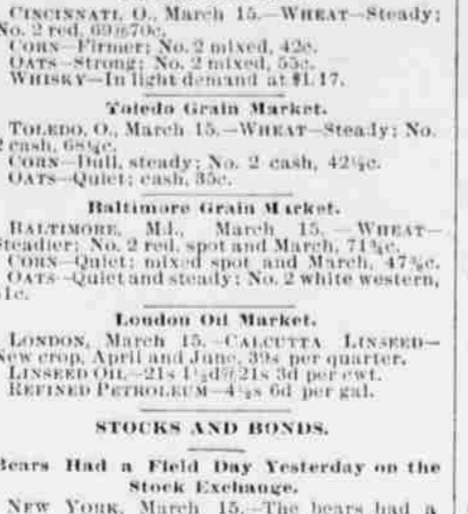 CINCINNATI, O., March 15.—WHEAT—Steady;
No. 2 red, 69@70c.
CORN—Firmer; No. 2 mixed, 42c.
OATS—Strong; No. 2 mixed, 55c.
WHISKY—In light demand at $1.17.
Toledo Grain Market.
TOLEDO, O., March 15.—WHEAT—Steady; No.
2 cash, 68¼c.
CORN—Dull, steady; No. 2 cash, 42¼c.
OATS—Quiet; cash, 35c.
Baltimore Grain Market.
BALTIMORE, Md., March 15.—WHEAT—
Steadier; No. 2 red, spot and March, 71¾c.
CORN—Quiet; mixed spot and March, 47¾c.
OATS—Quiet and steady; No. 2 white western,
1c.
London Oil Market.
LONDON, March 15.—CALCUTTA LINSEED—
New crop, April and June, 39s per quarter.
LINSEED OIL—21s 1½d@21s 3d per cwt.
REFINED PETROLEUM—4½s 6d per gal.
STOCKS AND BONDS.
Bears Had a Field Day Yesterday on the
Stock Exchange.
NEW YORK, March 15.—The bears had a